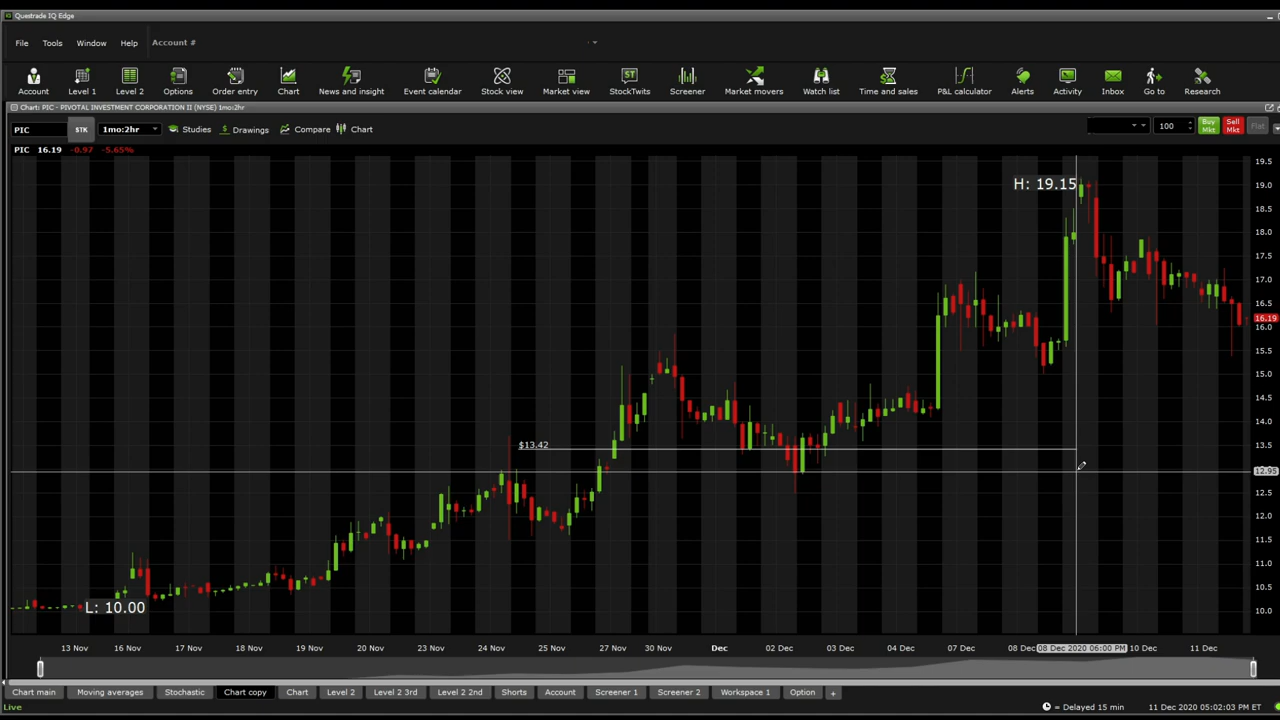 Questrade IQ Edge
File Tools Window Help Account #
Account Level 1 Level 2 Options Order entry Chart News and insight Event calendar Stock view Market view StockTwits Screener Market movers Watch list Time and sales P&L calculator Alerts Activity Inbox Go to Research
Chart: PIC - PIVOTAL INVESTMENT CORPORATION II (NYSE) 1mo:2hr
PIC STK 1mo:2hr Studies Drawings Compare Chart 100 Buy Mkt Sell Mkt Flat
PIC 16.19 -0.97 -5.65%
19.5
H: 19.15 19.0
18.5
18.0
17.5
17.0
16.5
16.19
16.0
15.5
15.0
14.5
14.0
$13.42 13.5
12.95
12.5
12.0
11.5
11.0
10.5
L: 10.00 10.0
13 Nov 16 Nov 17 Nov 18 Nov 19 Nov 20 Nov 23 Nov 24 Nov 25 Nov 27 Nov 30 Nov Dec 02 Dec 03 Dec 04 Dec 07 Dec 08 Dec 08 Dec 2020 06:00 PM 10 Dec 11 Dec
Chart main Moving averages Stochastic Chart copy Chart Level 2 Level 2 3rd Level 2 2nd Shorts Account Screener 1 Screener 2 Workspace 1 Option +
Live = Delayed 15 min 11 Dec 2020 05:02:03 PM ET